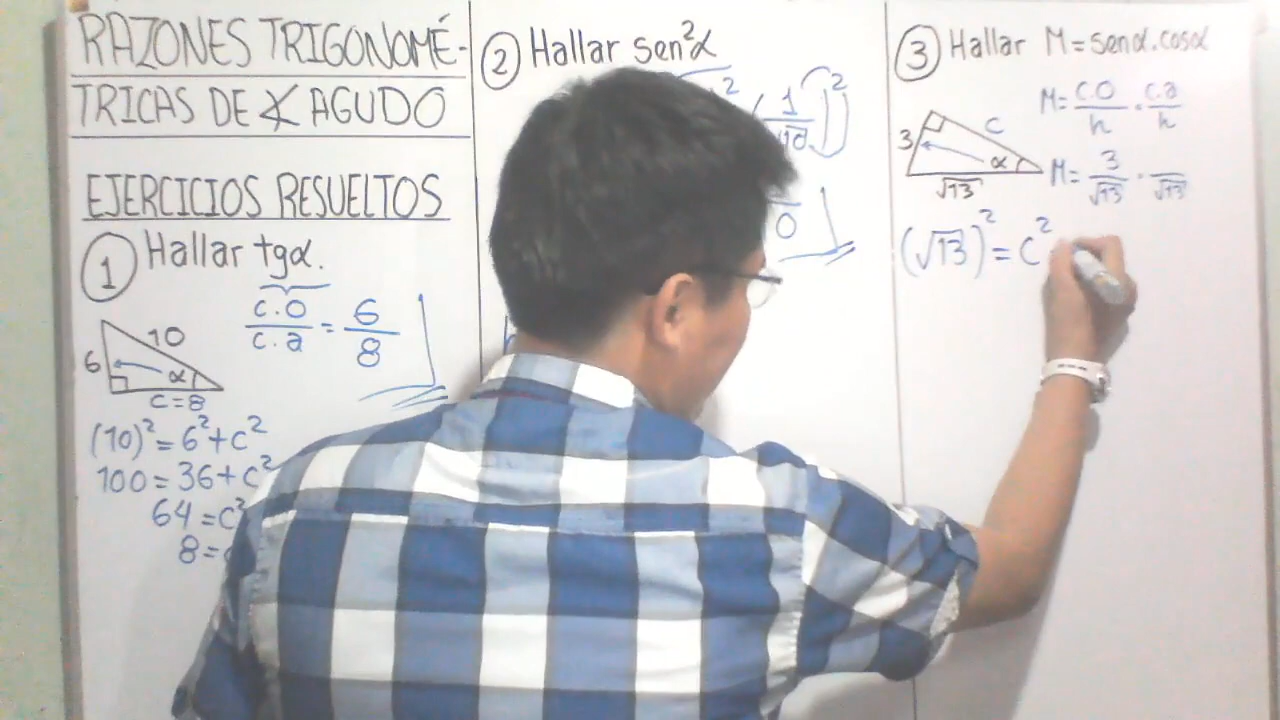 RAZONES TRIGONOMÉ-
TRICAS DE ∢ AGUDO
EJERCICIOS RESUELTOS
① Hallar tgα.
c.o/c.a = 6/8
6
10
α
c=8
(10)² = 6² + c²
100 = 36 + c²
64 = c²
8 =
② Hallar sen²α
③ Hallar M = senα.cosα
M = c.o/h . c.a/h
3
c
α
√13
M = 3/√13 . /√13
(√13)² = c²